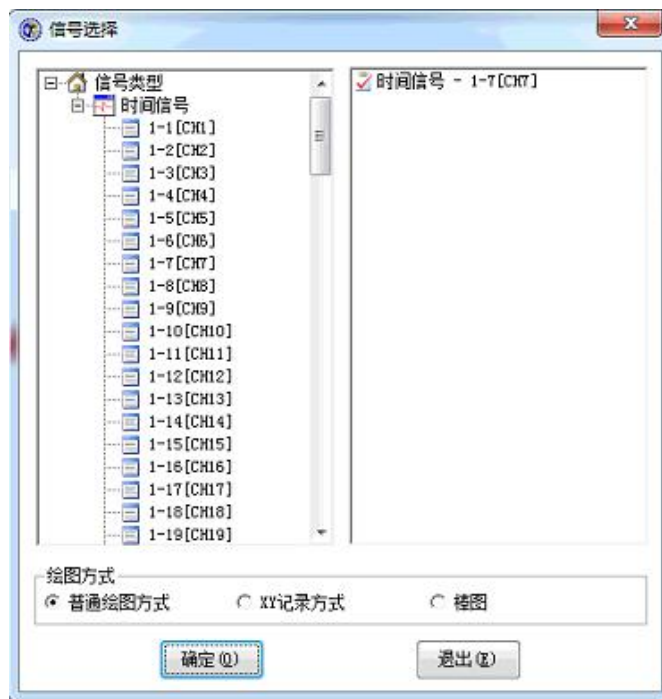 信号选择
信号类型
时间信号
1-1[CH1]
1-2[CH2]
1-3[CH3]
1-4[CH4]
1-5[CH5]
1-6[CH6]
1-7[CH7]
1-8[CH8]
1-9[CH9]
1-10[CH10]
1-11[CH11]
1-12[CH12]
1-13[CH13]
1-14[CH14]
1-15[CH15]
1-16[CH16]
1-17[CH17]
1-18[CH18]
1-19[CH19]
时间信号 - 1-7[CH7]
绘图方式
普通绘图方式 XY记录方式 棒图
确定(O) 退出(E)